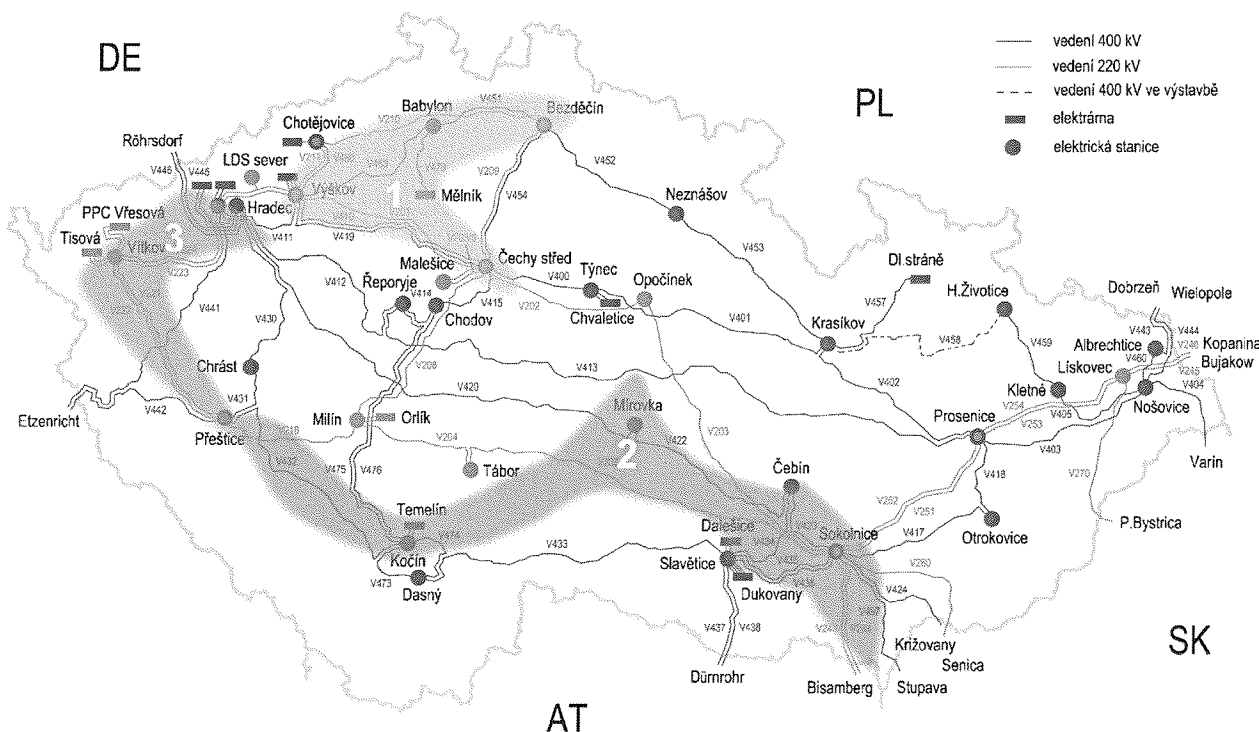 DE
PL
SK
AT
vedení 400 kV
vedení 220 kV
vedení 400 kV ve výstavbě
elektrárna
elektrická stanice
V451
Babylon
V210
Bezděčín
Chotějovice
Röhrsdorf
LDS sever
V446
V445
V452
V209
V454
Výškov
1
Mělník
Neznášov
PPC Vřesová
Hradec
Tisová
Vítkov
3
V411
V419
V453
Čechy střed
Dl.stráně
V223
Malešice
Týnec
Opočínek
V400
V412
Řeporyje
V414
V415
V202
V457
H.Životice
Dobrzeń
Wielopole
V441
V430
Chodov
Chvaletice
V401
Krasíkov
V458
V443
V444
V246
Albrechtice
Kopanina
V459
V460
Lískovec
Bujakow
V245
Chrást
V208
V413
V402
Kletné
V404
V431
V420
V254
V405
Nošovice
Etzenricht
V442
Milín
Orlík
Mírovka
Prosenice
V253
V403
Přeštice
V204
V422
V203
2
Varin
V475
V476
Tábor
Čebín
V418
V270
V252
V251
Temelín
Dalešice
Sokolnice
V417
Otrokovice
P.Bystrica
Kočín
V433
Slavětice
V280
V473
Dasný
Dukovany
V424
V437
V438
Křižovany
Senica
Dürnrohr
Bisamberg
Stupava